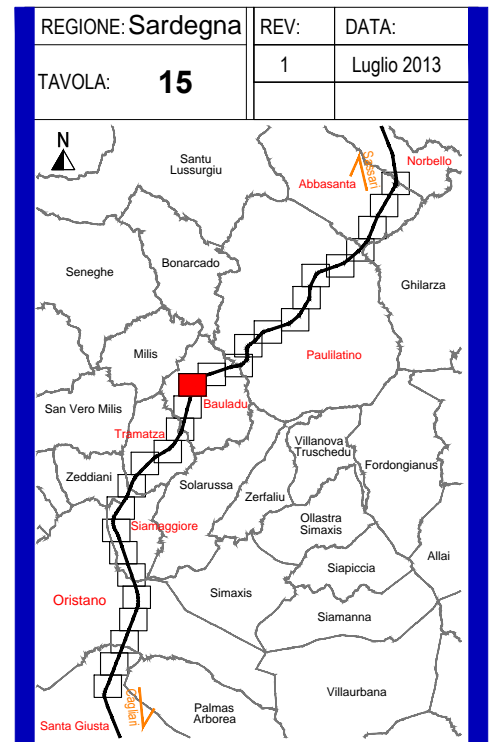 REGIONE: Sardegna
REV:
DATA:
TAVOLA: 15
1
Luglio 2013
N
Santu
Lussurgiu
Sassari
Norbello
Abbasanta
Seneghe
Bonarcado
Ghilarza
Milis
Paulilatino
San Vero Milis
Bauladu
Tramatza
Villanova
Truschedu
Fordongianus
Zeddiani
Solarussa
Zerfaliu
Siamaggiore
Ollastra
Simaxis
Allai
Siapiccia
Oristano
Simaxis
Siamanna
Cagliari
Villaurbana
Palmas
Arborea
Santa Giusta